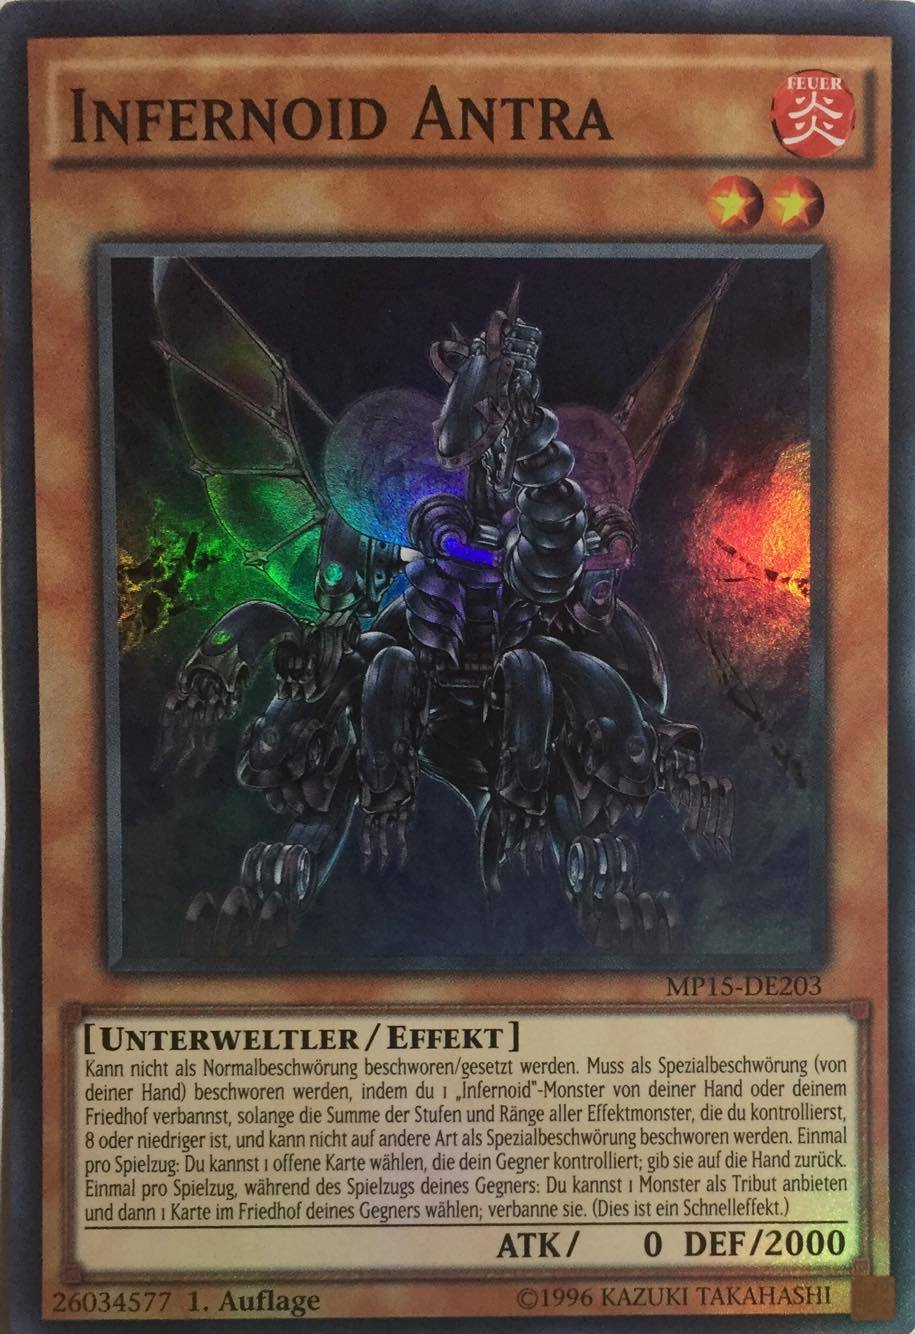 INFERNOID ANTRA
FEUER
炎
MP15-DE203
[UNTERWELTLER/EFFEKT]
Kann nicht als Normalbeschwörung beschworen/gesetzt werden. Muss als Spezialbeschwörung (von
deiner Hand) beschworen werden, indem du 1 „Infernoid"-Monster von deiner Hand oder deinem
Friedhof verbannst, solange die Summe der Stufen und Ränge aller Effektmonster, die du kontrollierst,
8 oder niedriger ist, und kann nicht auf andere Art als Spezialbeschwörung beschworen werden. Einmal
pro Spielzug: Du kannst 1 offene Karte wählen, die dein Gegner kontrolliert; gib sie auf die Hand zurück.
Einmal pro Spielzug, während des Spielzugs deines Gegners: Du kannst 1 Monster als Tribut anbieten
und dann 1 Karte im Friedhof deines Gegners wählen; verbanne sie. (Dies ist ein Schnelleffekt.)
ATK/ 0 DEF/2000
26034577 1. Auflage ©1996 KAZUKI TAKAHASHI